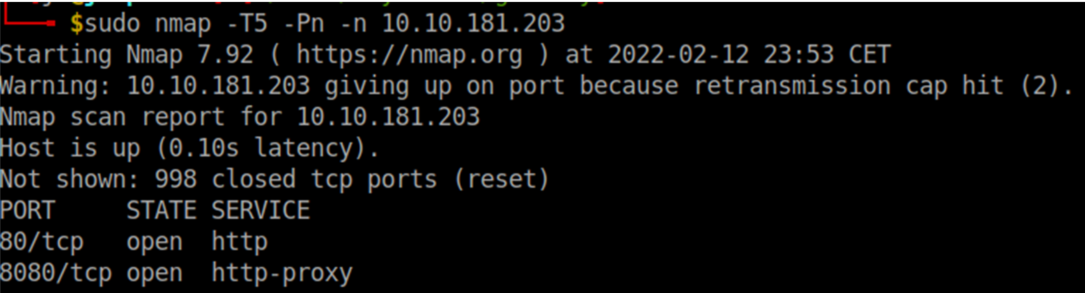 $sudo nmap -T5 -Pn -n 10.10.181.203
Starting Nmap 7.92 ( https://nmap.org ) at 2022-02-12 23:53 CET
Warning: 10.10.181.203 giving up on port because retransmission cap hit (2).
Nmap scan report for 10.10.181.203
Host is up (0.10s latency).
Not shown: 998 closed tcp ports (reset)
PORT     STATE SERVICE
80/tcp   open  http
8080/tcp open  http-proxy